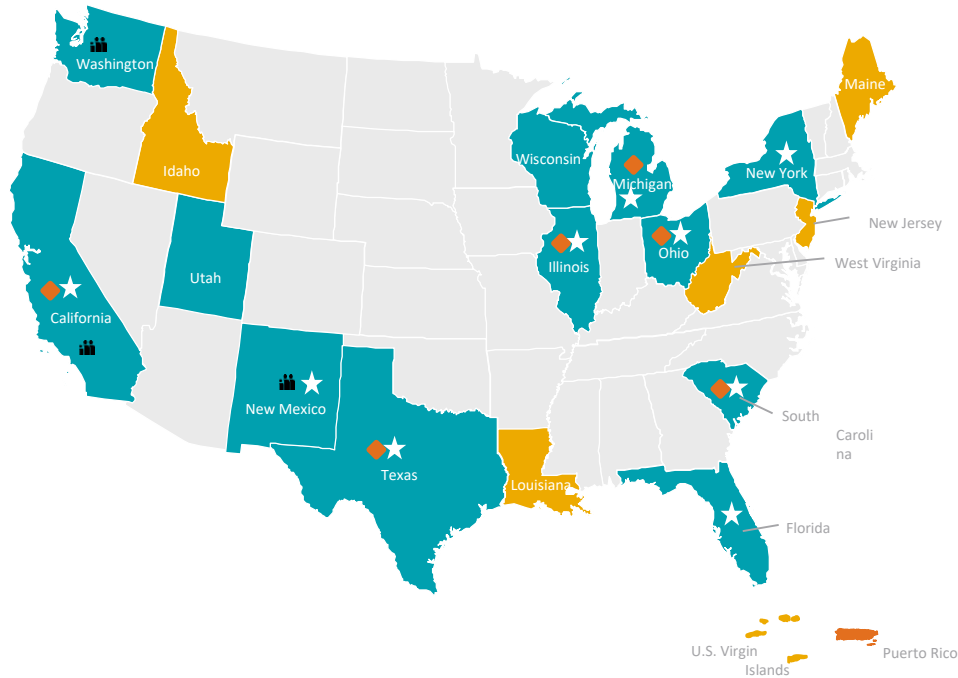 Washington
Maine
Idaho
Wisconsin
Michigan
New York
New Jersey
West Virginia
Utah
Illinois
Ohio
California
New Mexico
South
Caroli
na
Texas
Louisiana
Florida
U.S. Virgin
Islands
Puerto Rico